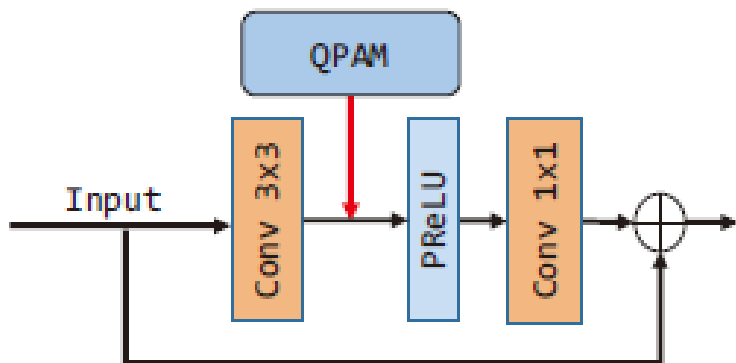 QPAM
Input
Conv 3x3
PReLU
Conv 1x1